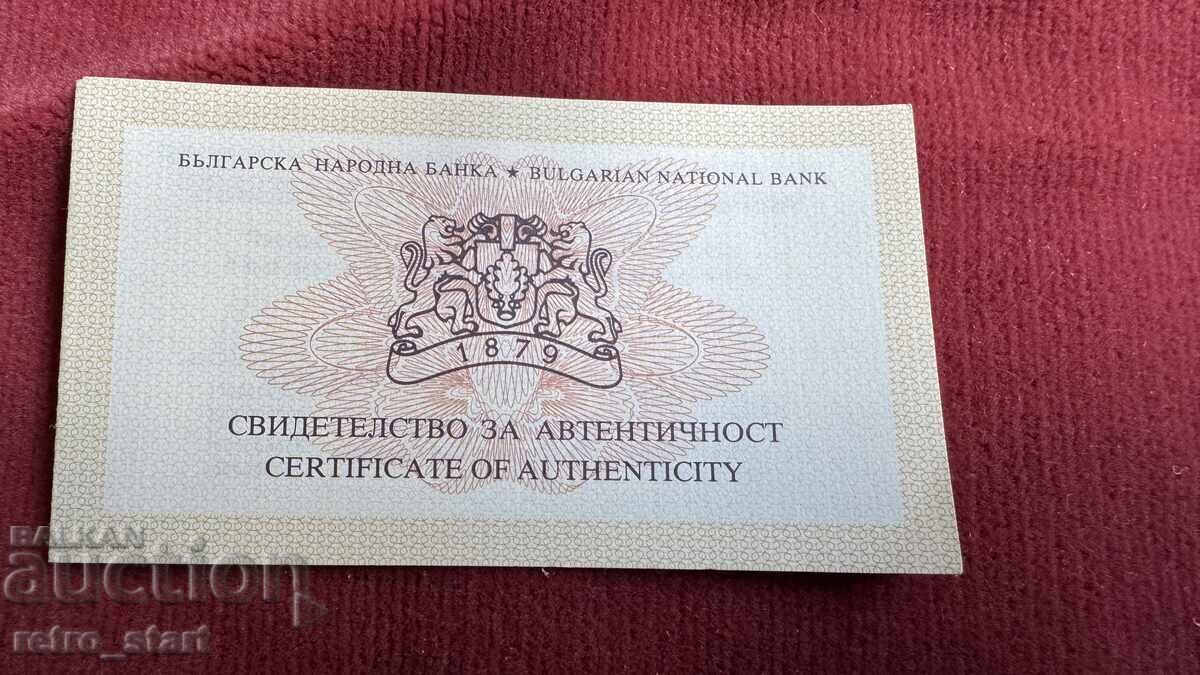 БЪЛГАРСКА НАРОДНА БАНКА ★ BULGARIAN NATIONAL BANK
1879
СВИДЕТЕЛСТВО ЗА АВТЕНТИЧНОСТ
CERTIFICATE OF AUTHENTICITY
BALKAN
auction
retro_start